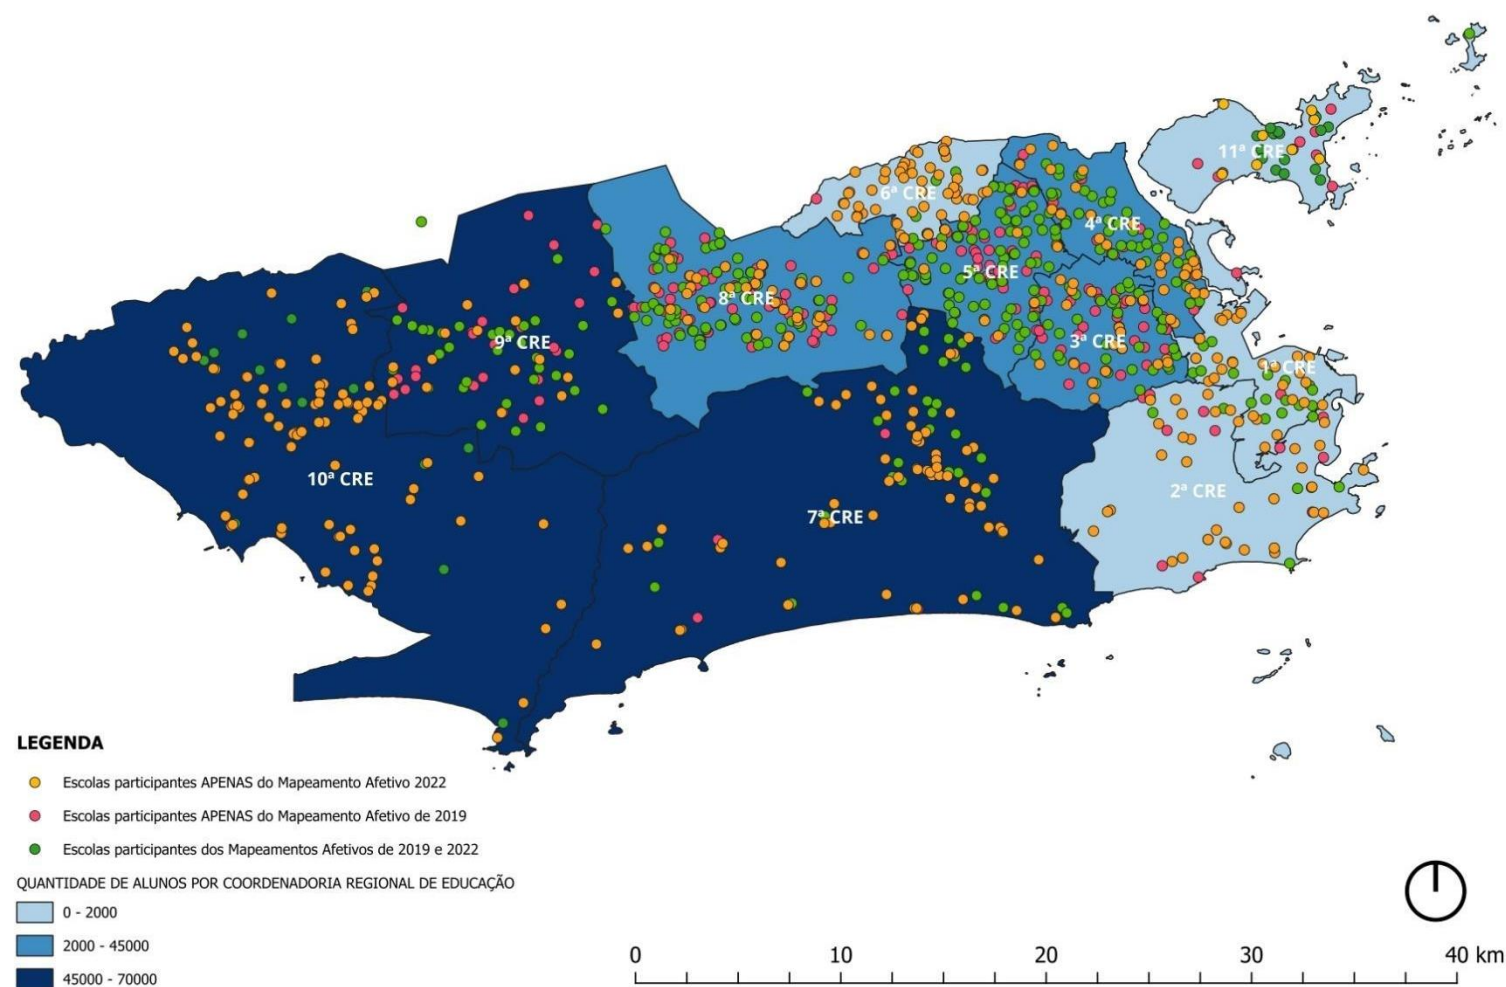 11ª CRE
6ª CRE
4ª CRE
5ª CRE
8ª CRE
9ª CRE
3ª CRE
1ª CRE
10ª CRE
2ª CRE
7ª CRE
LEGENDA
Escolas participantes APENAS do Mapeamento Afetivo 2022
Escolas participantes APENAS do Mapeamento Afetivo de 2019
Escolas participantes dos Mapeamentos Afetivos de 2019 e 2022
QUANTIDADE DE ALUNOS POR COORDENADORIA REGIONAL DE EDUCAÇÃO
0 - 2000
2000 - 45000
45000 - 70000
0 10 20 30 40 km